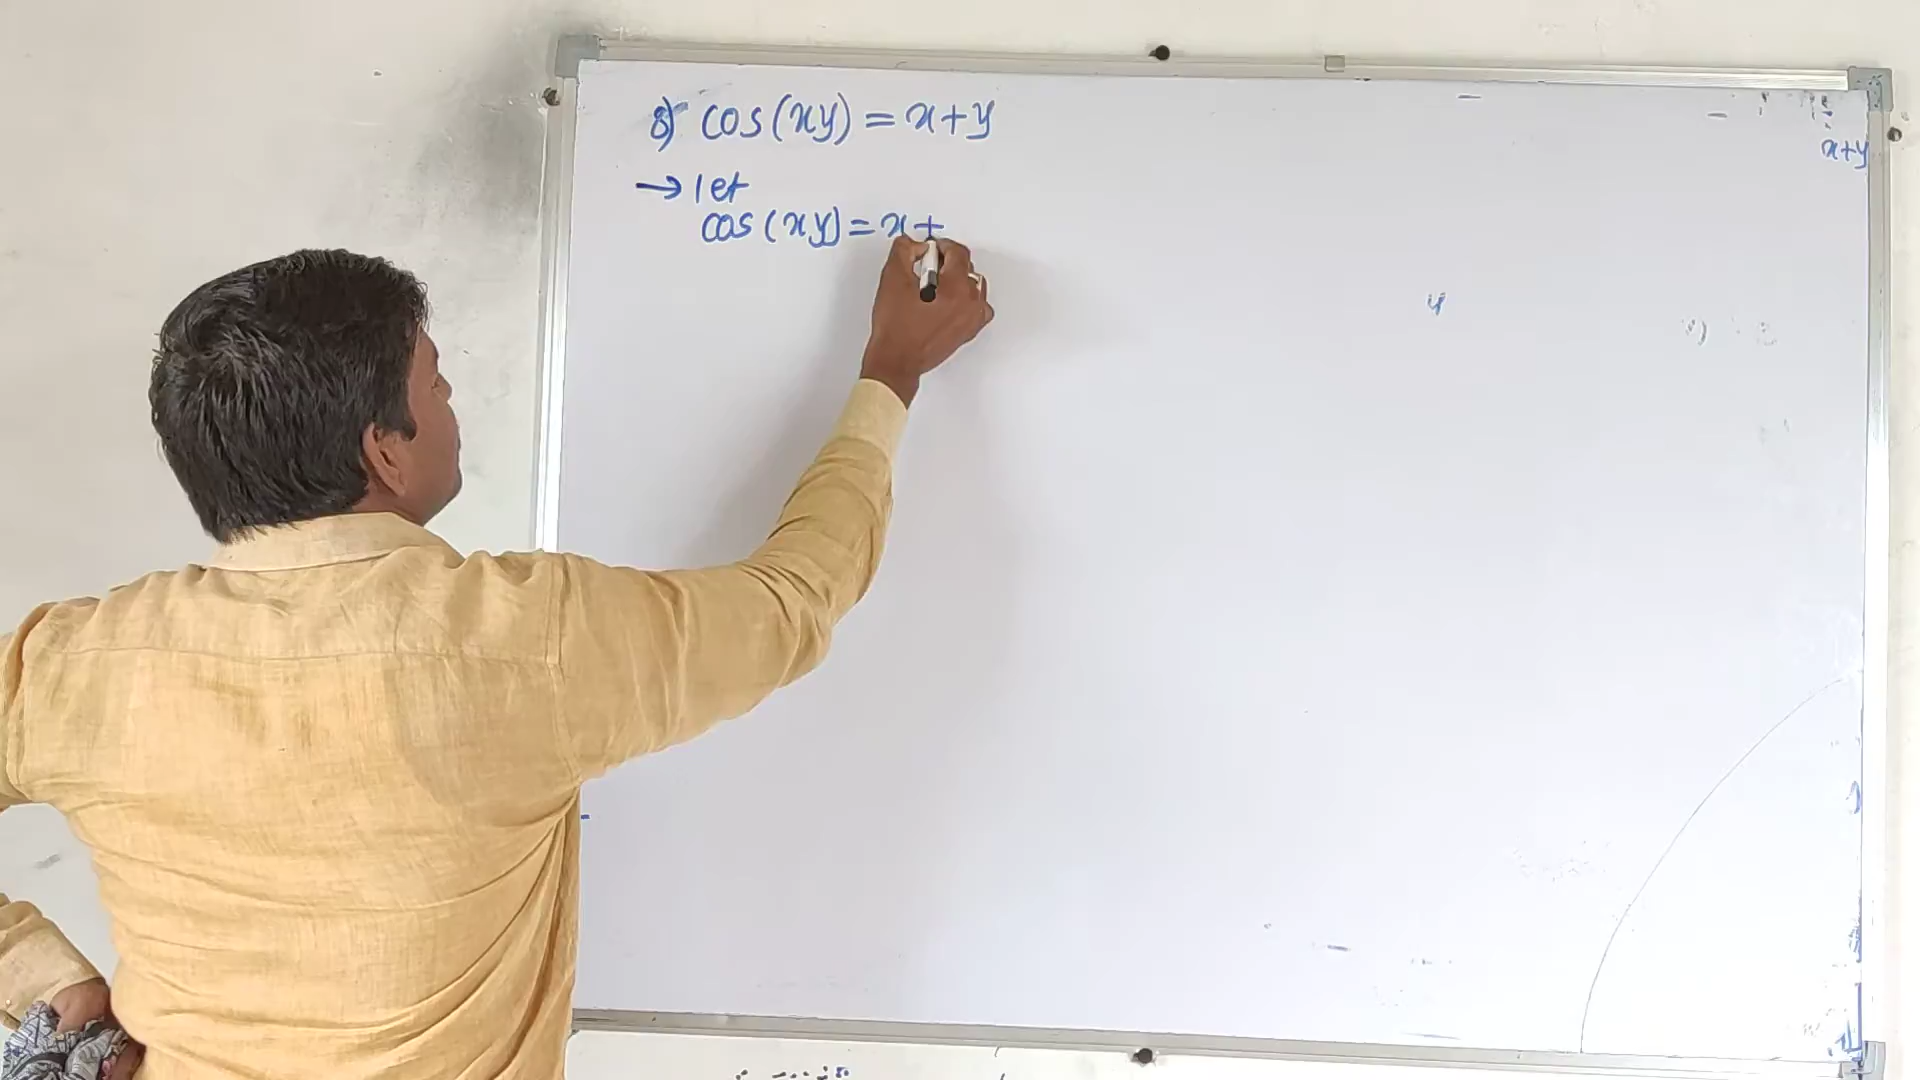 8) cos(xy) = x+y
→ let
cos(xy) = x+
x+y
y